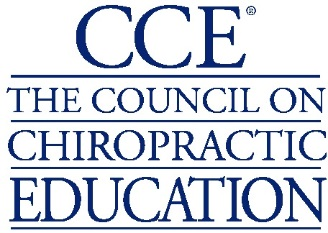 CCE®
THE COUNCIL ON
CHIROPRACTIC
EDUCATION